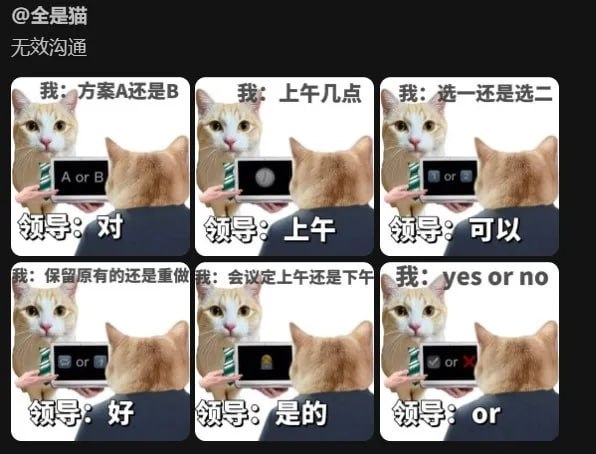 @全是猫
无效沟通
我：方案A还是B
A or B
领导：对
我：上午几点
领导：上午
我：选一还是选二
1 or 2
领导：可以
我：保留原有的还是重做
or
领导：好
我：会议定上午还是下午
领导：是的
我：yes or no
✓ or ✗
领导：or